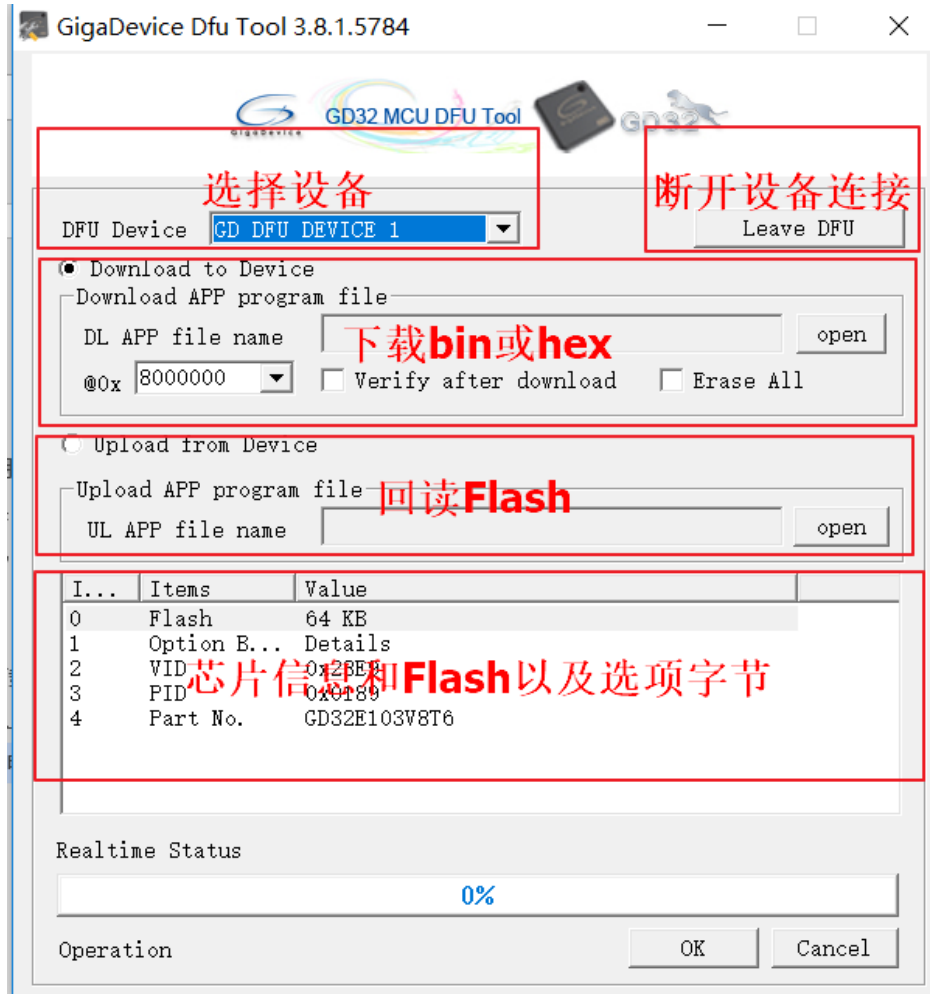 GigaDevice Dfu Tool 3.8.1.5784
GigaDevice
GD32 MCU DFU Tool
GD32
选择设备
断开设备连接
DFU Device GD DFU DEVICE 1
Leave DFU
Download to Device
Download APP program file
DL APP file name
下载bin或hex
open
@0x 8000000
Verify after download
Erase All
Upload from Device
Upload APP program file
回读Flash
UL APP file name
open
I... Items Value
0 Flash 64 KB
1 Option B... Details
2 VID 0x28E9
芯片信息和Flash以及选项字节
3 PID 0x0189
4 Part No. GD32E103V8T6
Realtime Status
0%
Operation
OK
Cancel